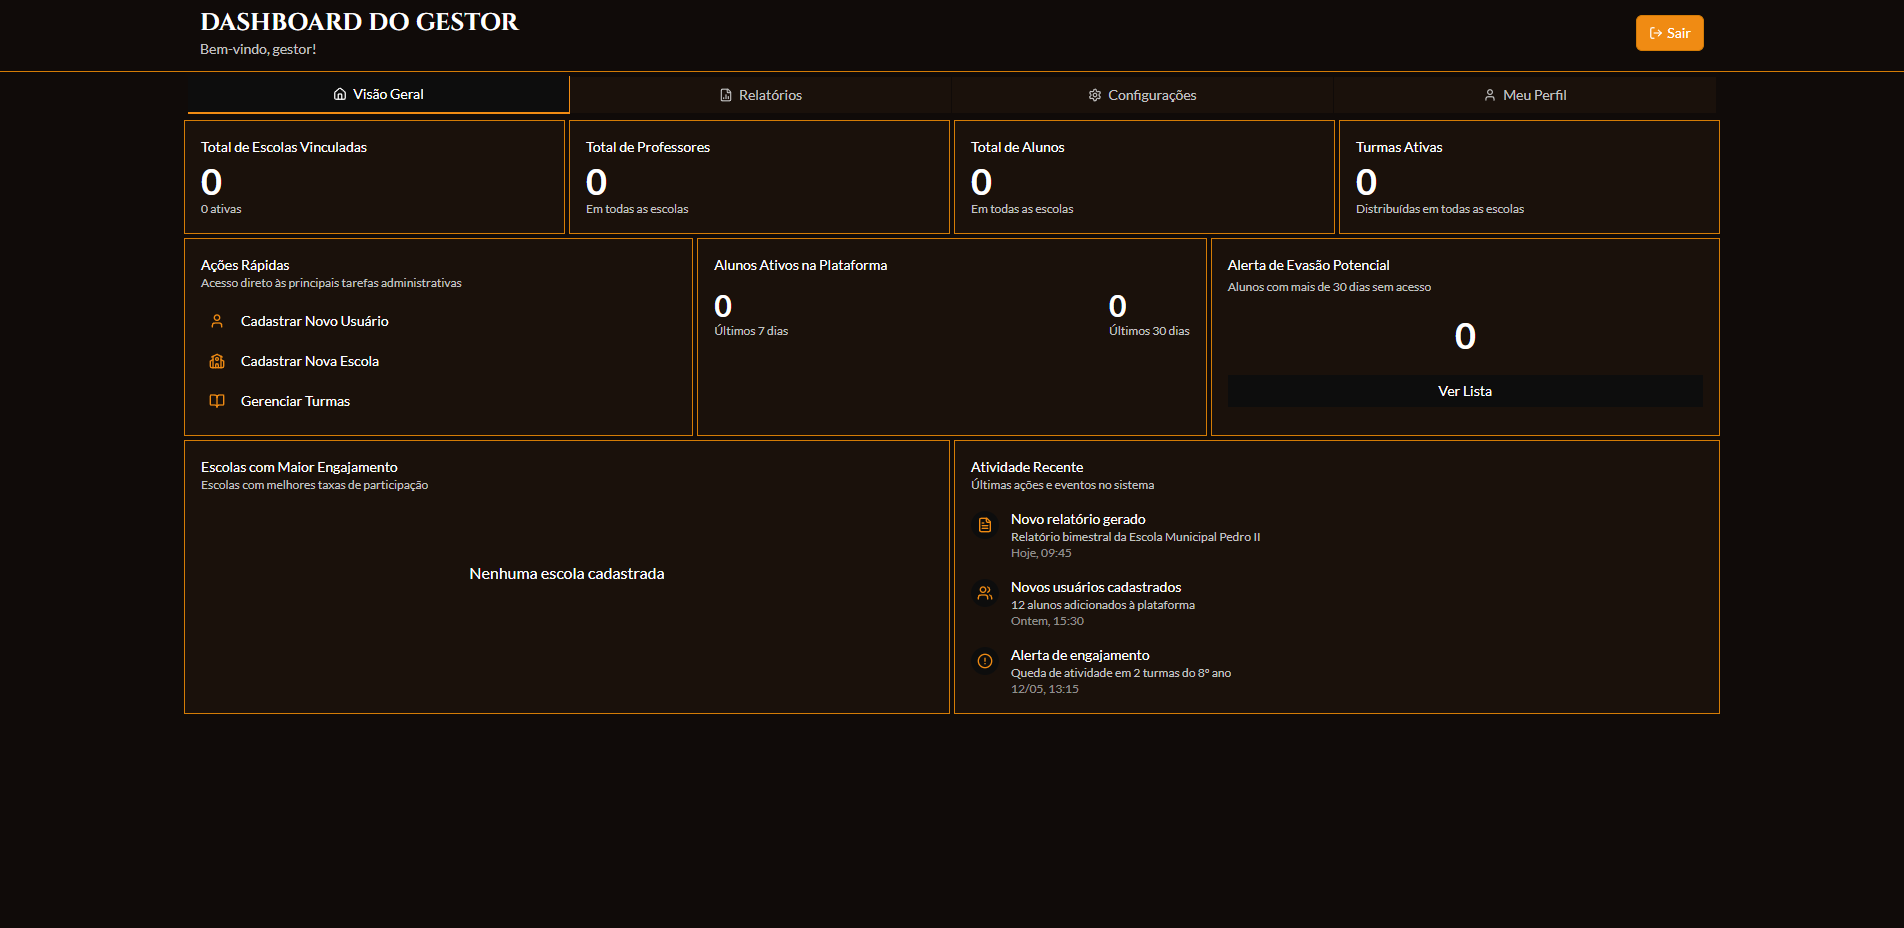 DASHBOARD DO GESTOR
Bem-vindo, gestor!
Sair
Visão Geral
Relatórios
Configurações
Meu Perfil
Total de Escolas Vinculadas
0
0 ativas
Total de Professores
0
Em todas as escolas
Total de Alunos
0
Em todas as escolas
Turmas Ativas
0
Distribuídas em todas as escolas
Ações Rápidas
Acesso direto às principais tarefas administrativas
Cadastrar Novo Usuário
Cadastrar Nova Escola
Gerenciar Turmas
Alunos Ativos na Plataforma
0
Últimos 7 dias
0
Últimos 30 dias
Alerta de Evasão Potencial
Alunos com mais de 30 dias sem acesso
0
Ver Lista
Escolas com Maior Engajamento
Escolas com melhores taxas de participação
Nenhuma escola cadastrada
Atividade Recente
Últimas ações e eventos no sistema
Novo relatório gerado
Relatório bimestral da Escola Municipal Pedro II
Hoje, 09:45
Novos usuários cadastrados
12 alunos adicionados à plataforma
Ontem, 15:30
Alerta de engajamento
Queda de atividade em 2 turmas do 8º ano
12/05, 13:15